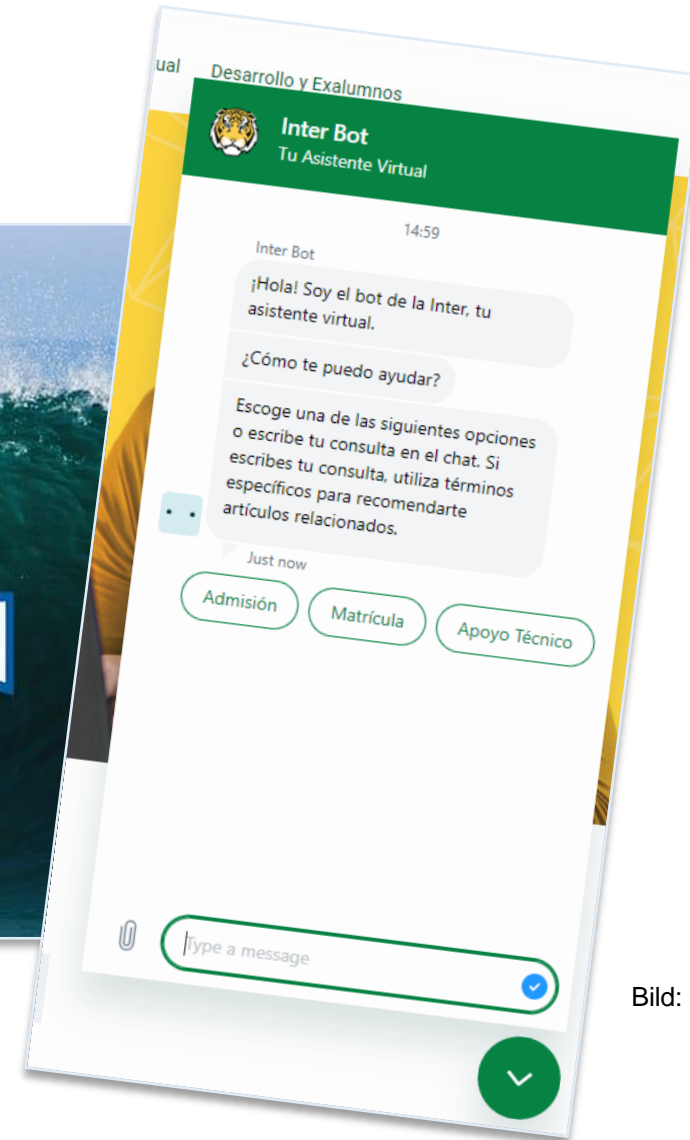 ual Desarrollo y Exalumnos
Inter Bot
Tu Asistente Virtual
14:59
Inter Bot
¡Hola! Soy el bot de la Inter, tu
asistente virtual.
¿Cómo te puedo ayudar?
Escoge una de las siguientes opciones
o escribe tu consulta en el chat. Si
escribes tu consulta, utiliza términos
específicos para recomendarte
artículos relacionados.
Just now
Admisión Matrícula Apoyo Técnico
Type a message
Bild: